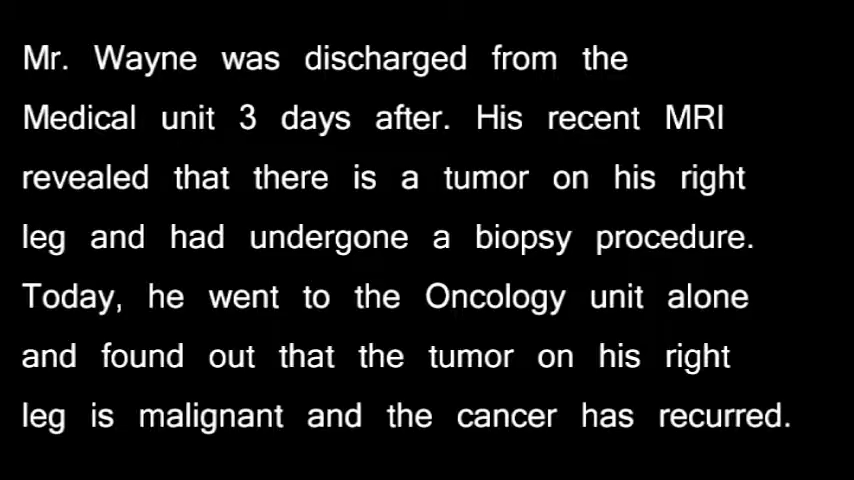 Mr. Wayne was discharged from the
Medical unit 3 days after. His recent MRI
revealed that there is a tumor on his right
leg and had undergone a biopsy procedure.
Today, he went to the Oncology unit alone
and found out that the tumor on his right
leg is malignant and the cancer has recurred.